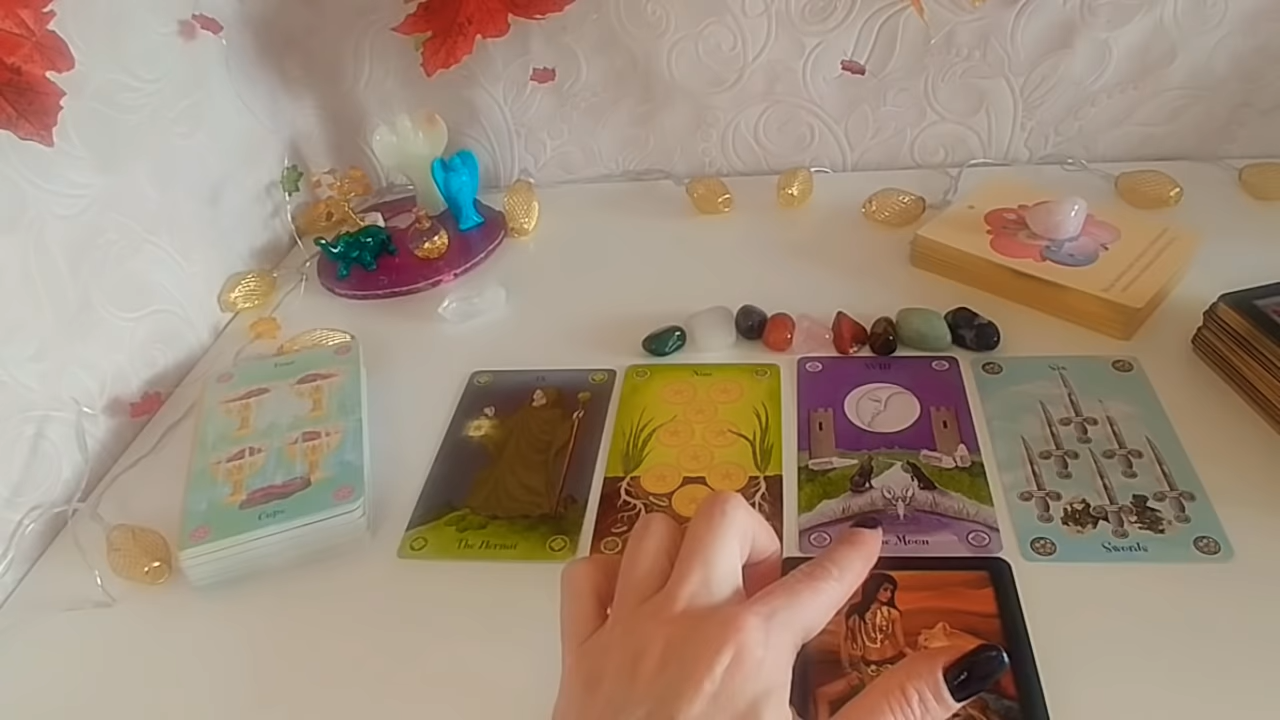 Four
Cups
IX
The Hermit
Nine
XVIII
The Moon
Six
Swords